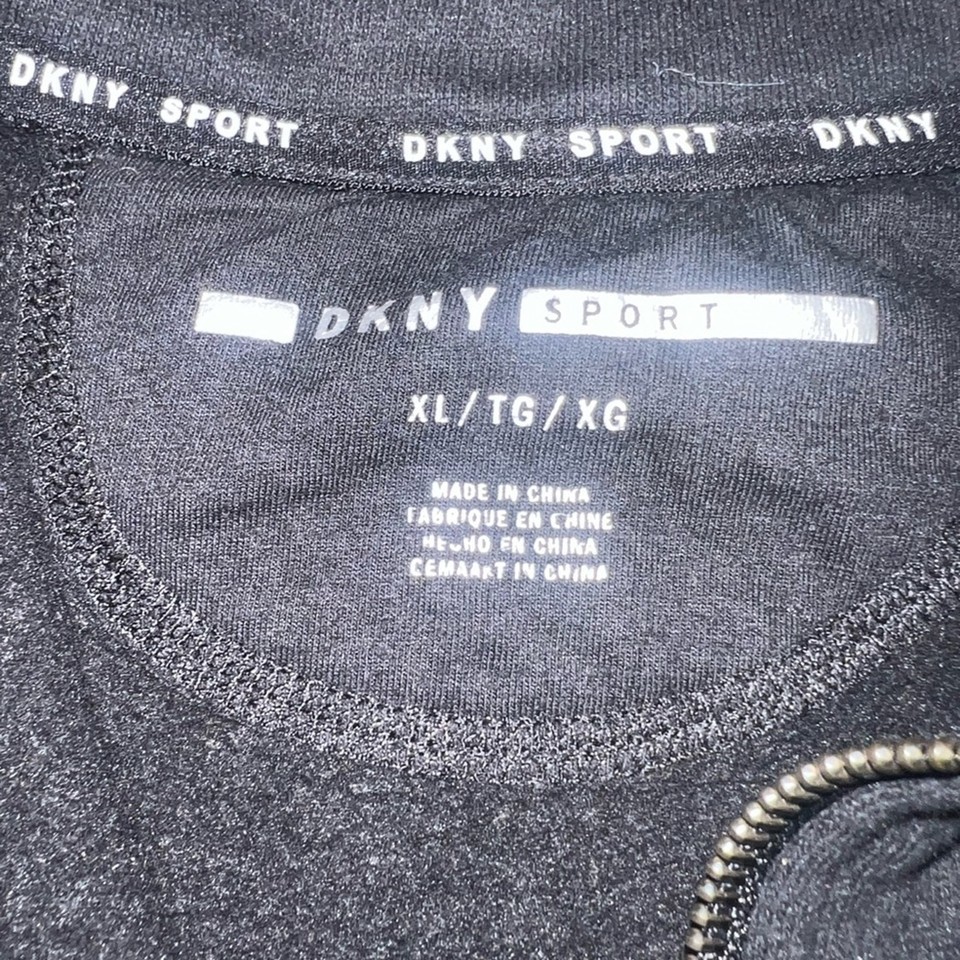 DKNY SPORT DKNY SPORT DKNY
DKNY SPORT
XL/TG/XG
MADE IN CHINA
FABRIQUE EN CHINE
HECHO EN CHINA
GEMAAKT IN CHINA